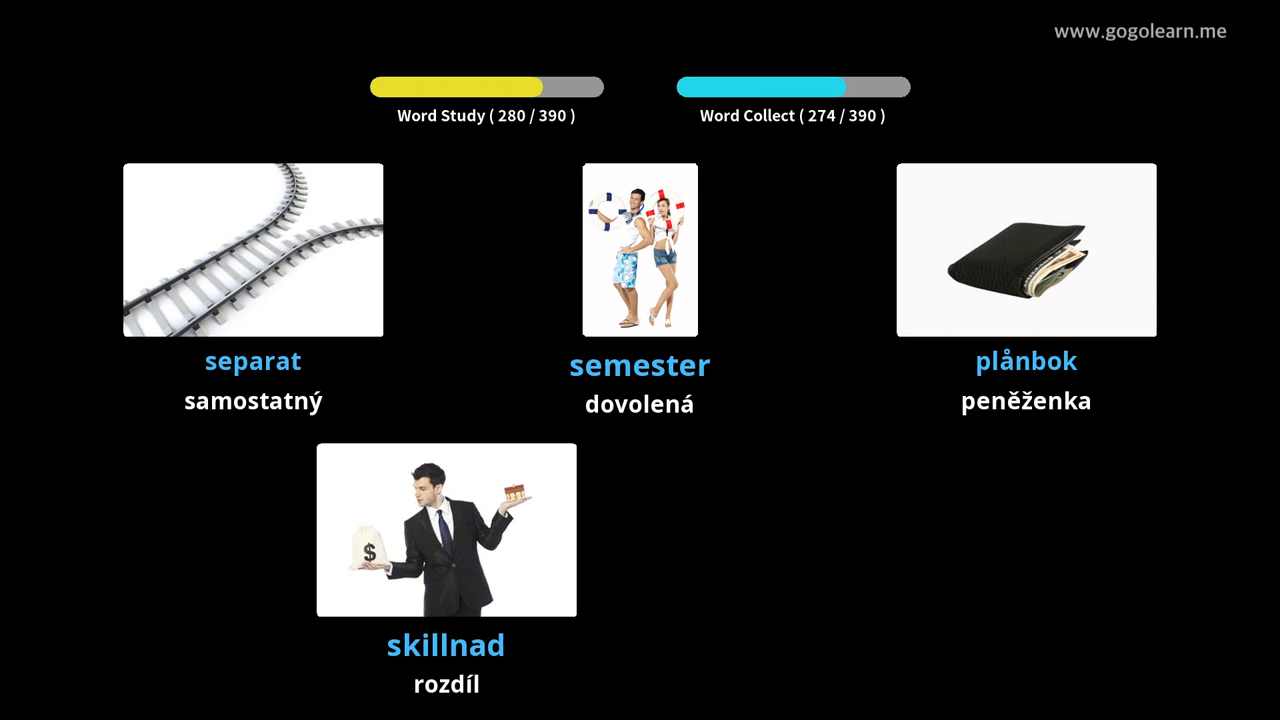 www.gogolearn.me
Word Study ( 280 / 390 )
Word Collect ( 274 / 390 )
separat
samostatný
semester
dovolená
plånbok
peněženka
$
skillnad
rozdíl